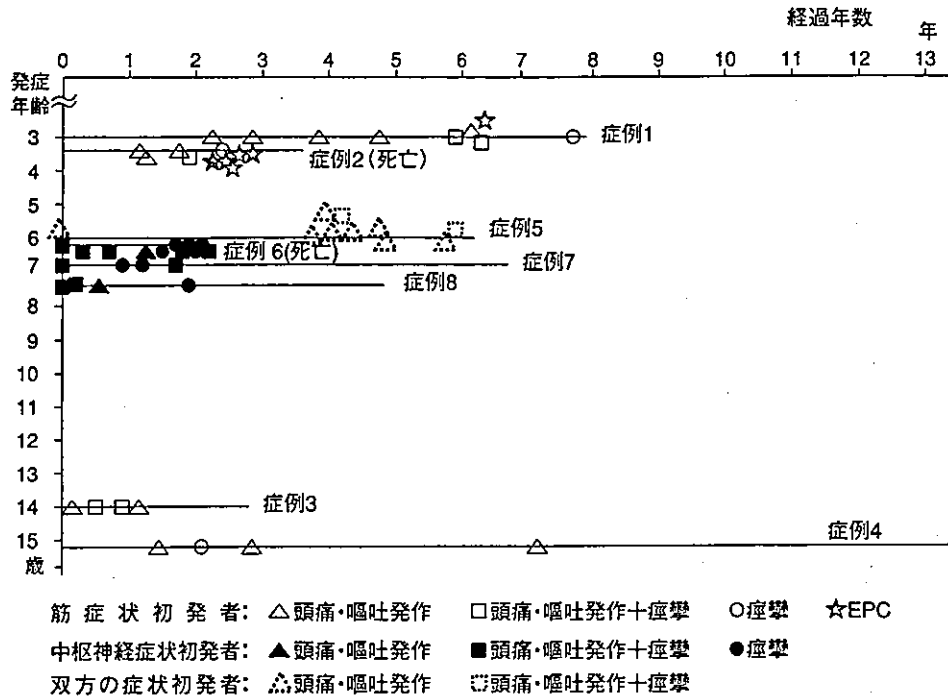 経過年数
年
0 1 2 3 4 5 6 7 8 9 10 11 12 13
発症
年齢
3
症例1
4
症例2(死亡)
5
6
症例5
症例 6(死亡)
7
症例7
8
症例8
9
10
11
12
13
14
症例3
15
症例4
歳
筋症状初発者: △頭痛・嘔吐発作 □頭痛・嘔吐発作+痙攣 ○痙攣 ☆EPC
中枢神経症状初発者: ▲頭痛・嘔吐発作 ■頭痛・嘔吐発作+痙攣 ●痙攣
双方の症状初発者: 頭痛・嘔吐発作 頭痛・嘔吐発作+痙攣